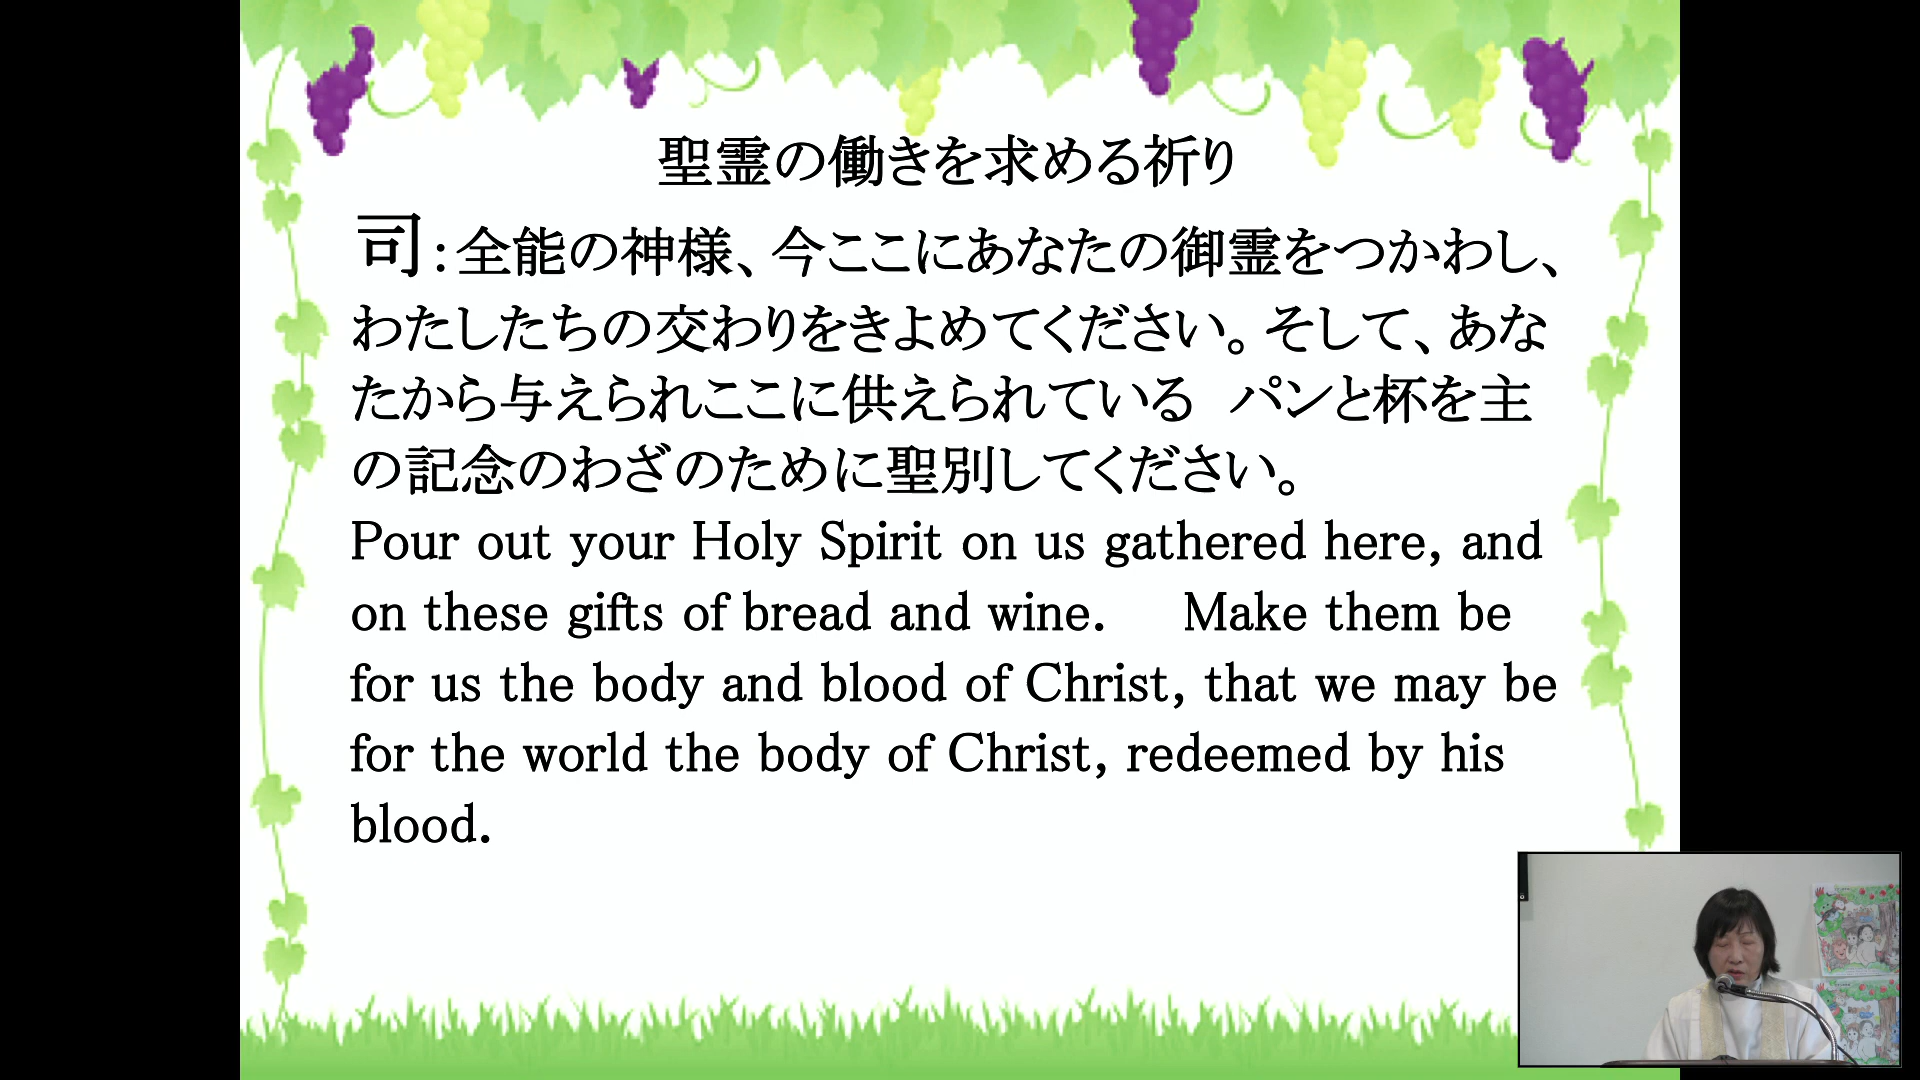 聖霊の働きを求める祈り
司：全能の神様、今ここにあなたの御霊をつかわし、
わたしたちの交わりをきよめてください。そして、あな
たから与えられここに供えられている　パンと杯を主
の記念のわざのために聖別してください。
Pour out your Holy Spirit on us gathered here, and
on these gifts of bread and wine.　Make them be
for us the body and blood of Christ, that we may be
for the world the body of Christ, redeemed by his
blood.